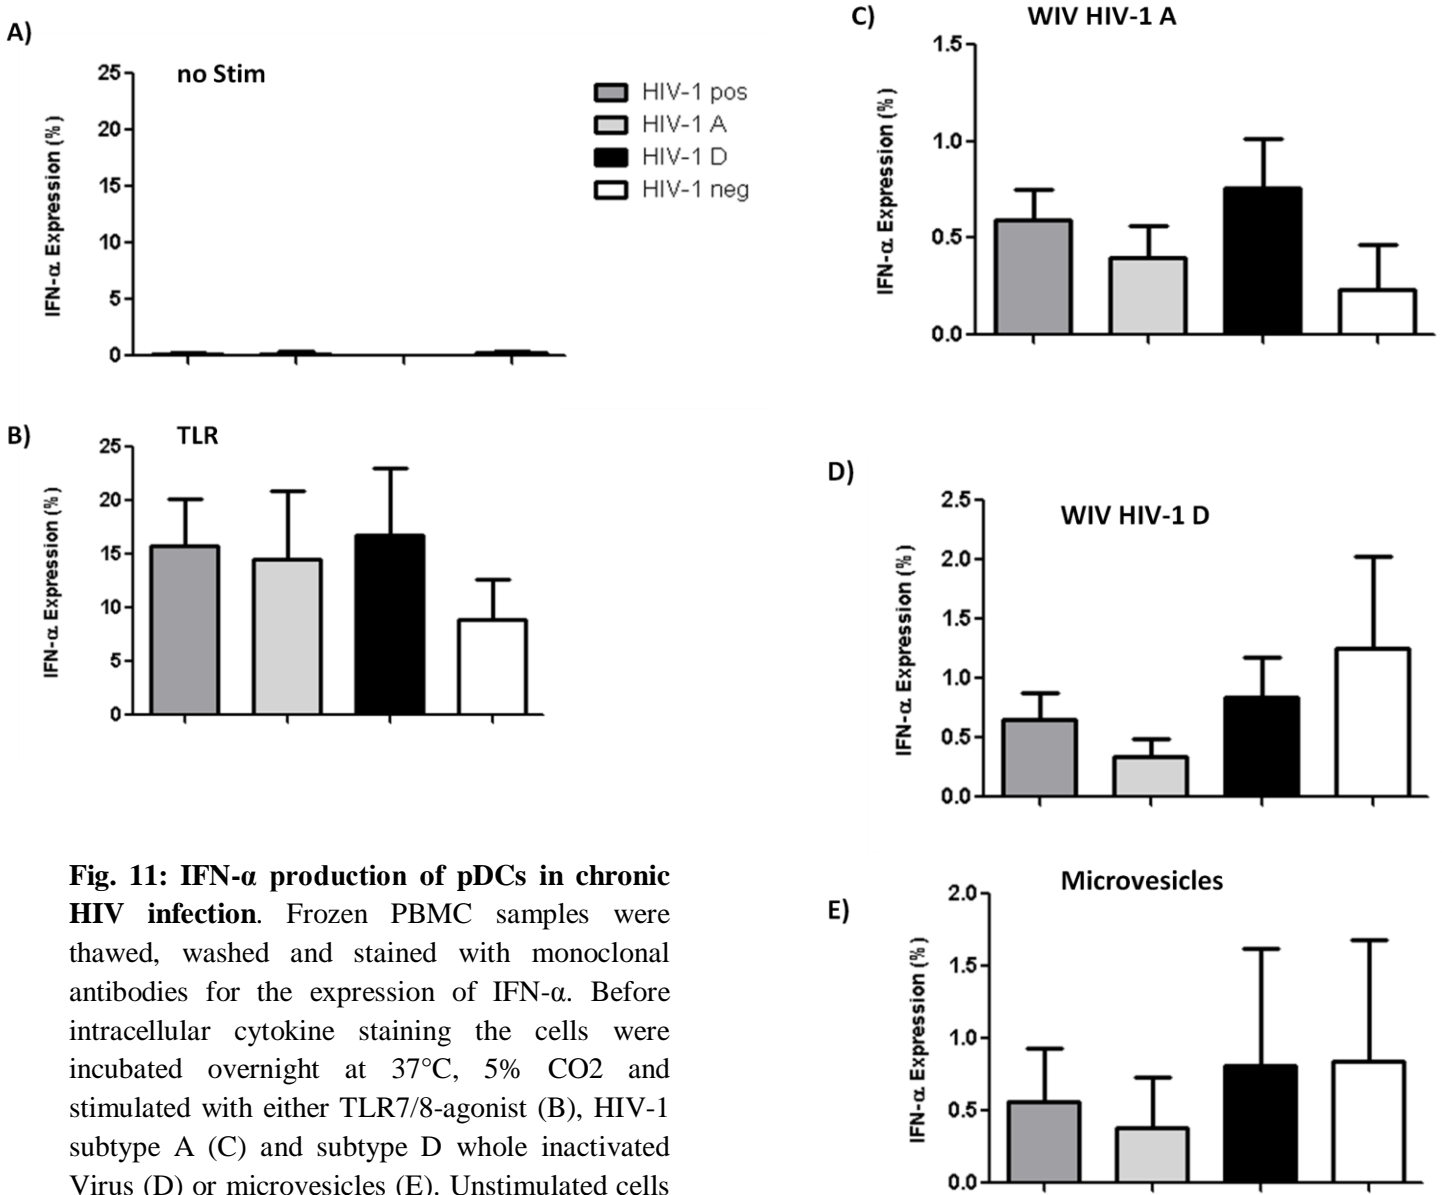 A)
no Stim
IFN-α Expression (%)
25
20
15
10
5
0
HIV-1 pos
HIV-1 A
HIV-1 D
HIV-1 neg
B)
TLR
IFN-α Expression (%)
25
20
15
10
5
0
C)
WIV HIV-1 A
IFN-α Expression (%)
1.5
1.0
0.5
0.0
D)
WIV HIV-1 D
IFN-α Expression (%)
2.5
2.0
1.5
1.0
0.5
0.0
E)
Microvesicles
IFN-α Expression (%)
2.0
1.5
1.0
0.5
0.0
Fig. 11: IFN-α production of pDCs in chronic
HIV infection. Frozen PBMC samples were
thawed, washed and stained with monoclonal
antibodies for the expression of IFN-α. Before
intracellular cytokine staining the cells were
incubated overnight at 37°C, 5% CO2 and
stimulated with either TLR7/8-agonist (B), HIV-1
subtype A (C) and subtype D whole inactivated
Virus (D) or microvesicles (E). Unstimulated cells